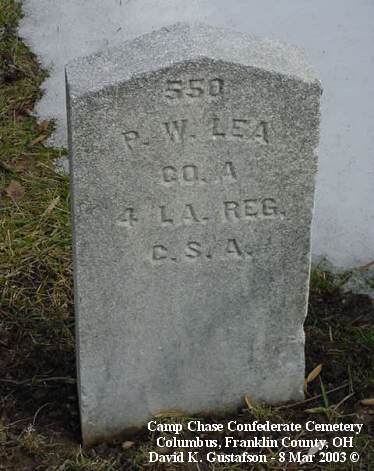 550
P. W. LEA
CO. A
4 LA. REG.
C. S. A.
Camp Chase Confederate Cemetery
Columbus, Franklin County, OH
David K. Gustafson - 8 Mar 2003 ©